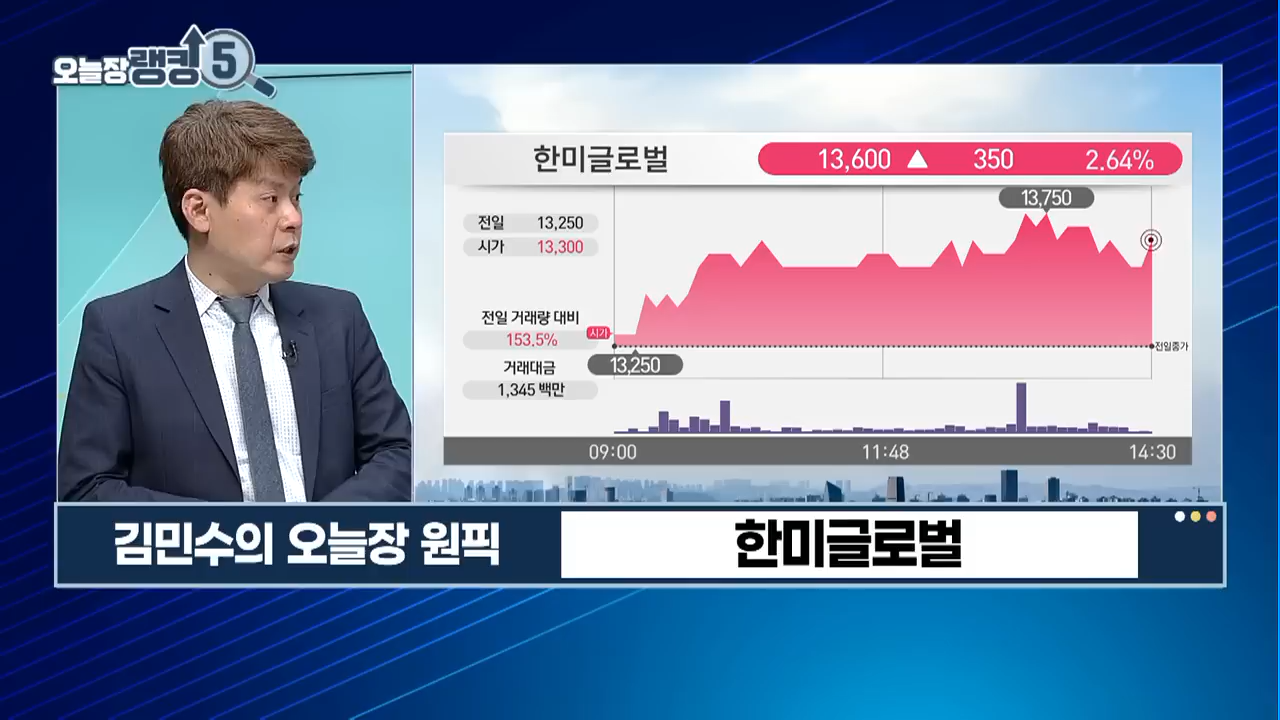 오늘장랭킹5
한미글로벌
13,600 ▲ 350 2.64%
13,750
전일 13,250
시가 13,300
전일 거래량 대비
153.5%
시가
전일종가
13,250
거래대금
1,345 백만
09:00 11:48 14:30
김민수의 오늘장 원픽
한미글로벌